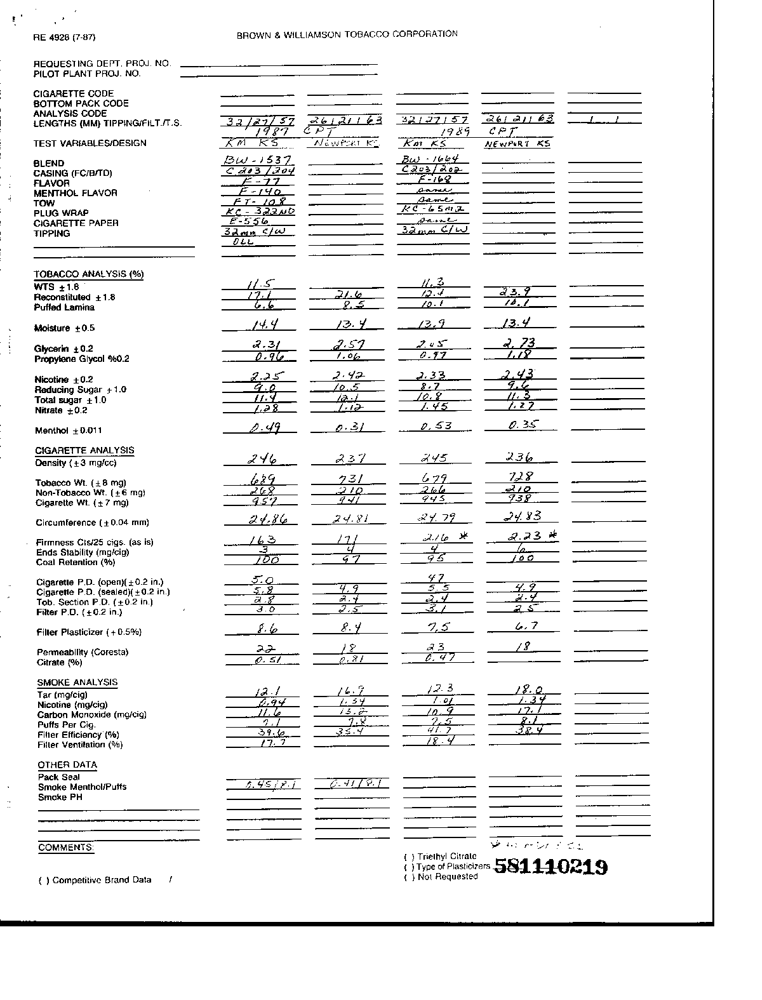 RE 4928 (7-87)
BROWN & WILLIAMSON TOBACCO CORPORATION
REQUESTING DEPT. PROJ. NO.
PILOT PLANT PROJ. NO.
CIGARETTE CODE
BOTTOM PACK CODE
ANALYSIS CODE
LENGTHS (MM) TIPPING/FILT./T.S. 32/27/57 26/21/63 32/27/57 26/21/63
1987 CPT 1989 CPT
TEST VARIABLES/DESIGN KM KS NEWPORT KS KM KS NEWPORT KS
BLEND BW-1537 BW-1664
CASING (FC/B/TD) C203/204 C203/202
FLAVOR F-77 F-168
MENTHOL FLAVOR F-140 same
TOW FT-108 same
PLUG WRAP KC-322ND KC-65M2
CIGARETTE PAPER E-556 same
TIPPING 32mm C/W 32mm C/W
OLL
TOBACCO ANALYSIS (%)
WTS ±1.8 11.5 11.3
Reconstituted ±1.8 17.1 21.6 12.4 23.9
Puffed Lamina 6.6 8.5 10.1 10.1
Moisture ±0.5 14.4 13.4 13.9 13.4
Glycerin ±0.2 2.31 2.57 2.05 2.73
Propylene Glycol %0.2 0.96 1.06 0.97 1.18
Nicotine ±0.2 2.25 2.42 2.33 2.43
Reducing Sugar ±1.0 9.0 10.5 8.7 9.6
Total sugar ±1.0 11.4 12.1 10.8 11.3
Nitrate ±0.2 1.28 1.12 1.45 1.27
Menthol ±0.011 0.49 0.31 0.53 0.35
CIGARETTE ANALYSIS
Density (±3 mg/cc) 246 237 245 236
Tobacco Wt. (±8 mg) 689 731 679 728
Non-Tobacco Wt. (±6 mg) 268 210 266 210
Cigarette Wt. (±7 mg) 957 941 945 938
Circumference (±0.04 mm) 24.86 24.81 24.79 24.83
Firmness Cts/25 cigs. (as is) 163 171 2.16 * 2.23 *
Ends Stability (mg/cig) 3 4 4 6
Coal Retention (%) 100 97 95 100
Cigarette P.D. (open)(±0.2 in.) 5.0 47
Cigarette P.D. (sealed)(±0.2 in.) 5.8 4.9 5.5 4.9
Tob. Section P.D. (±0.2 in.) 2.8 2.4 2.4 2.4
Filter P.D. (±0.2 in.) 3.0 2.5 3.1 2.5
Filter Plasticizer (+0.5%) 8.6 8.4 7.5 6.7
Permeability (Coresta) 22 18 23 18
Citrate (%) 0.51 0.81 0.47
SMOKE ANALYSIS
Tar (mg/cig) 12.1 16.9 12.3 18.0
Nicotine (mg/cig) 0.94 1.34 1.01 1.34
Carbon Monoxide (mg/cig) 11.6 15.2 10.9 17.1
Puffs Per Cig. 7.1 7.8 7.5 8.1
Filter Efficiency (%) 39.6 35.4 41.7 38.4
Filter Ventilation (%) 17.7 18.4
OTHER DATA
Pack Seal
Smoke Menthol/Puffs 0.45/8.1 0.41/8.1
Smoke PH
COMMENTS:
( ) Triethyl Citrate
( ) Type of Plasticizers 581110219
( ) Not Requested
( ) Competitive Brand Data /